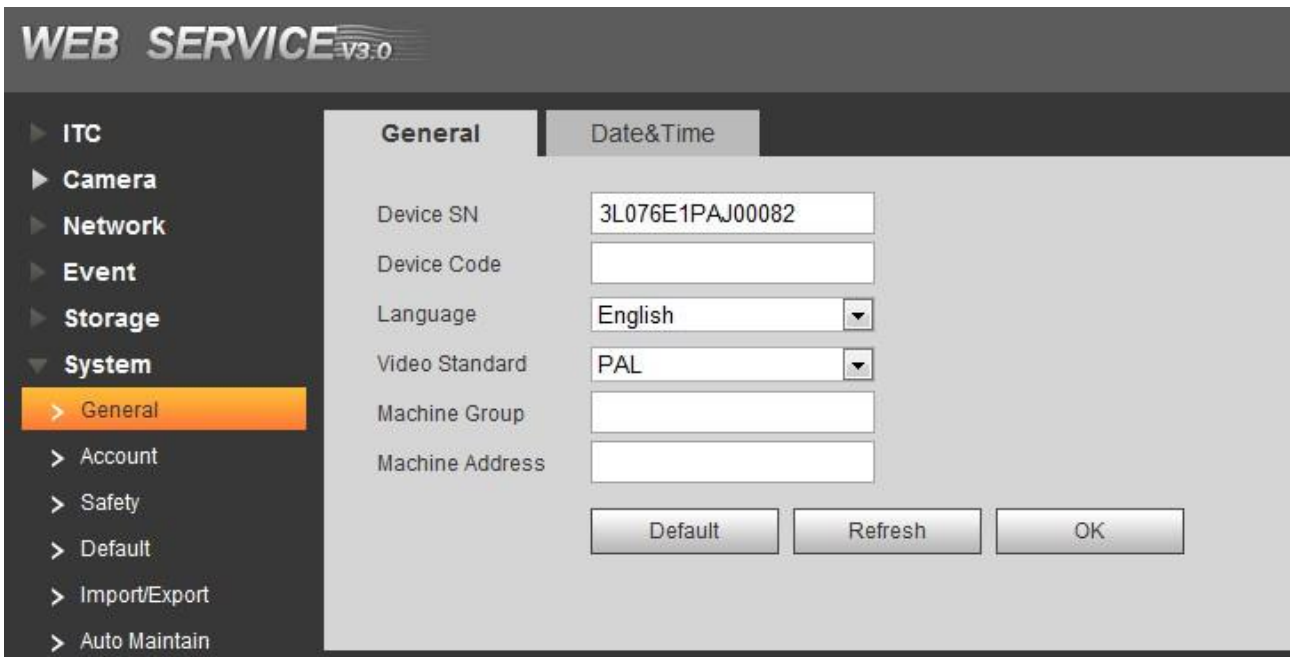 WEB SERVICE V3.0
ITC
Camera
Network
Event
Storage
System
General
Account
Safety
Default
Import/Export
Auto Maintain
General Date&Time
Device SN 3L076E1PAJ00082
Device Code
Language English
Video Standard PAL
Machine Group
Machine Address
Default Refresh OK